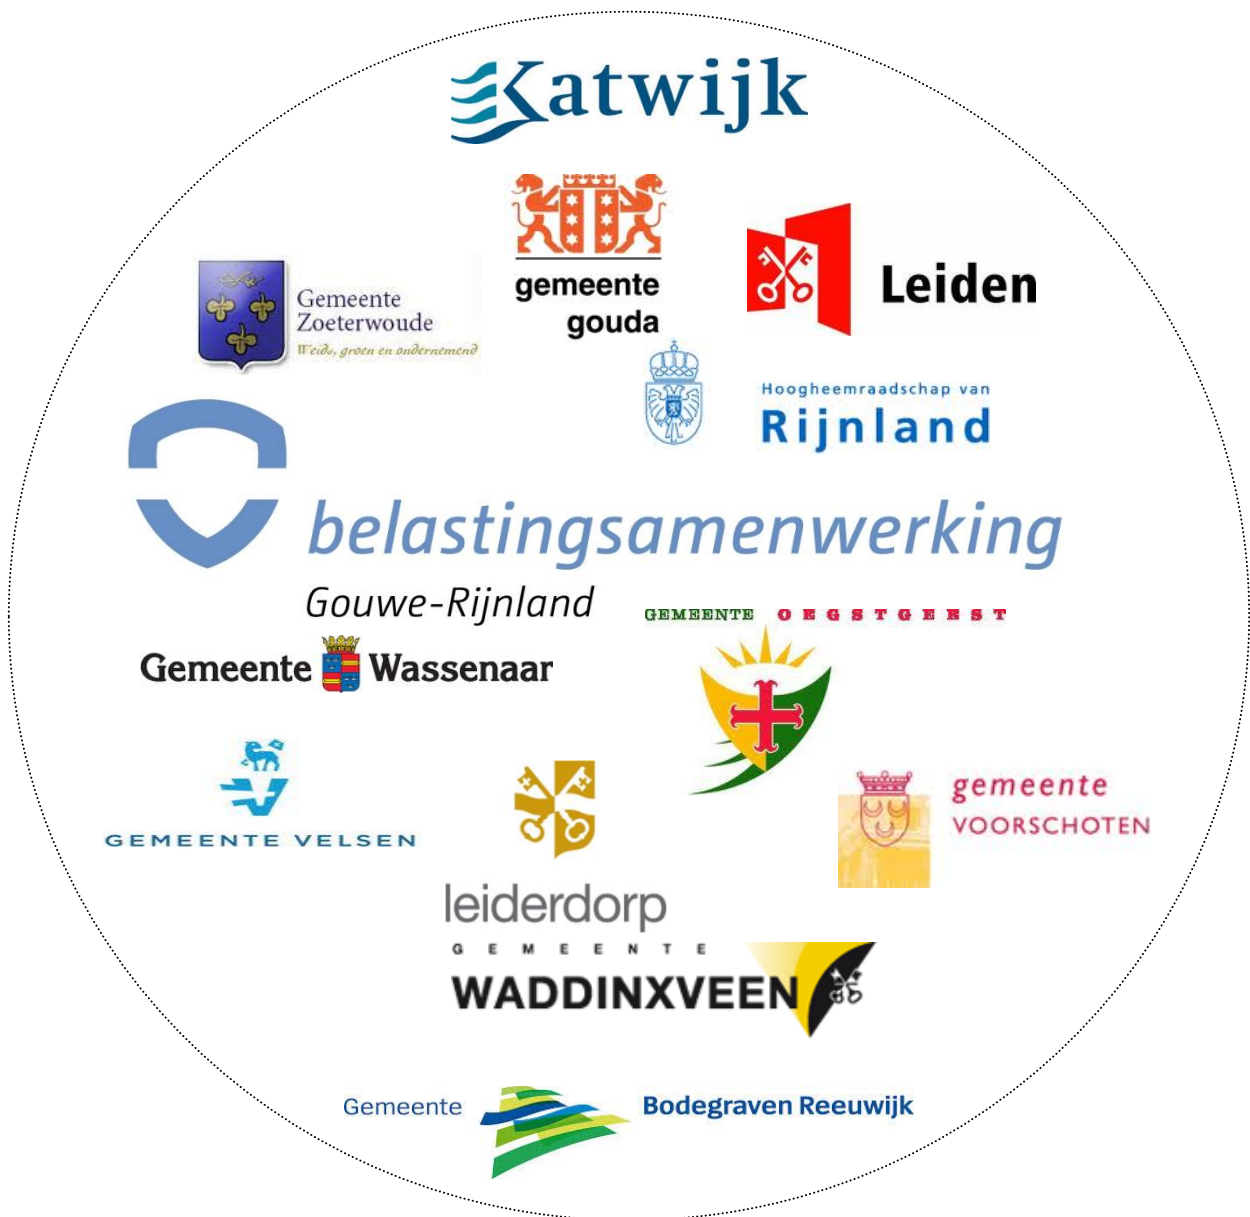 Katwijk
gemeente
gouda
Leiden
Gemeente
Zoeterwoude
Weids, groen en ondernemend
Hoogheemraadschap van
Rijnland
belastingsamenwerking
Gouwe-Rijnland
GEMEENTE OEGSTGEEST
Gemeente Wassenaar
GEMEENTE VELSEN
gemeente
VOORSCHOTEN
leiderdorp
GEMEENTE
WADDINXVEEN
Gemeente Bodegraven Reeuwijk